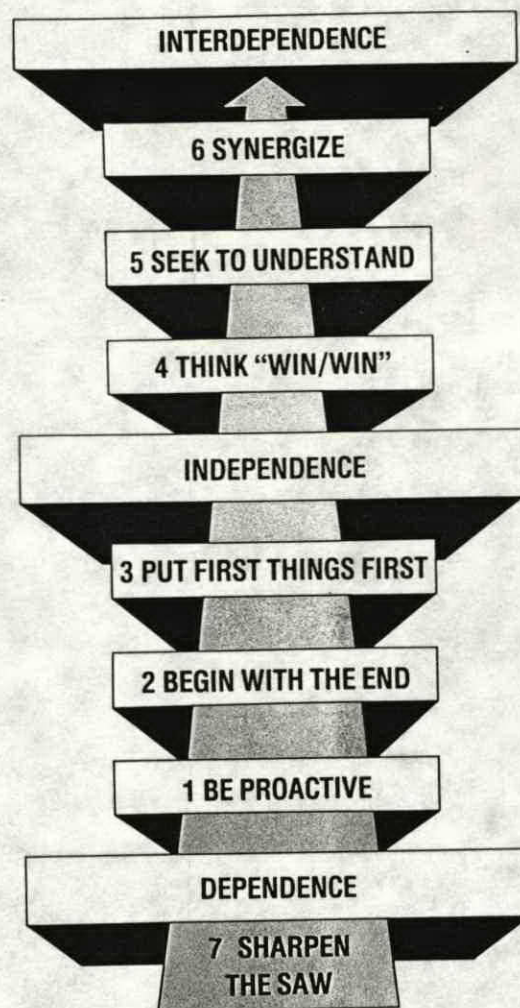 INTERDEPENDENCE
6 SYNERGIZE
5 SEEK TO UNDERSTAND
4 THINK “WIN/WIN”
INDEPENDENCE
3 PUT FIRST THINGS FIRST
2 BEGIN WITH THE END
1 BE PROACTIVE
DEPENDENCE
7 SHARPEN
THE SAW